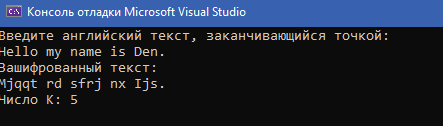 Консоль отладки Microsoft Visual Studio
Введите английский текст, заканчивающийся точкой:
Hello my name is Den.
Вашифрованный текст:
Mjqqt rd sfrj nx Ijs.
Число K: 5